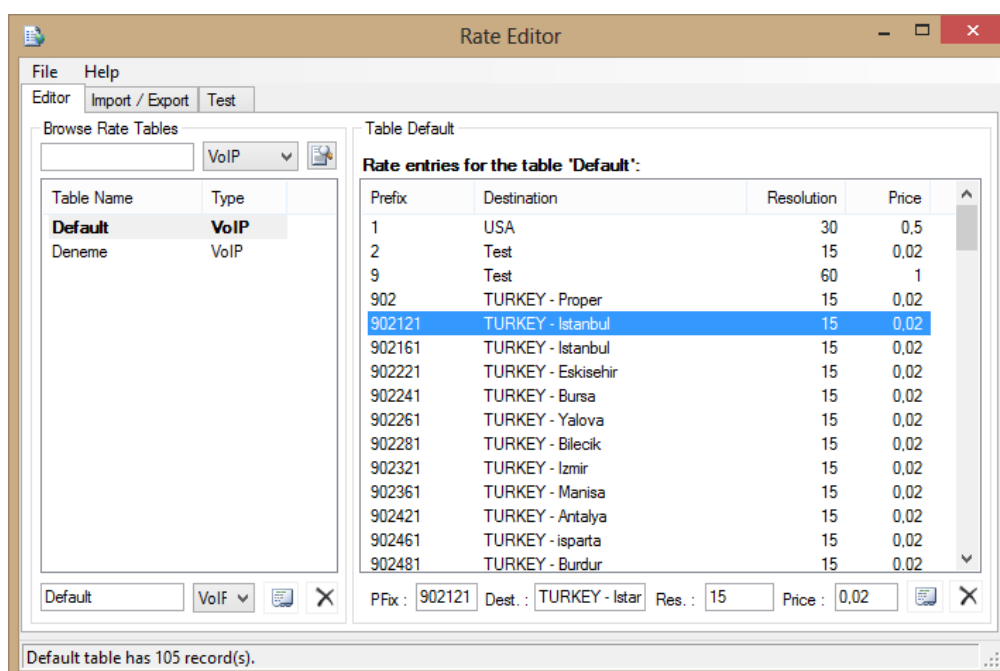 Rate Editor
File Help
Editor Import / Export Test
Browse Rate Tables
VoIP
Table Name Type
Default VoIP
Deneme VoIP
Default VoIP
Table Default
Rate entries for the table 'Default':
Prefix Destination Resolution Price
1 USA 30 0,5
2 Test 15 0,02
9 Test 60 1
902 TURKEY - Proper 15 0,02
902121 TURKEY - Istanbul 15 0,02
902161 TURKEY - Istanbul 15 0,02
902221 TURKEY - Eskisehir 15 0,02
902241 TURKEY - Bursa 15 0,02
902261 TURKEY - Yalova 15 0,02
902281 TURKEY - Bilecik 15 0,02
902321 TURKEY - Izmir 15 0,02
902361 TURKEY - Manisa 15 0,02
902421 TURKEY - Antalya 15 0,02
902461 TURKEY - isparta 15 0,02
902481 TURKEY - Burdur 15 0,02
PFix : 902121 Dest. : TURKEY - Istar Res. : 15 Price : 0,02
Default table has 105 record(s).